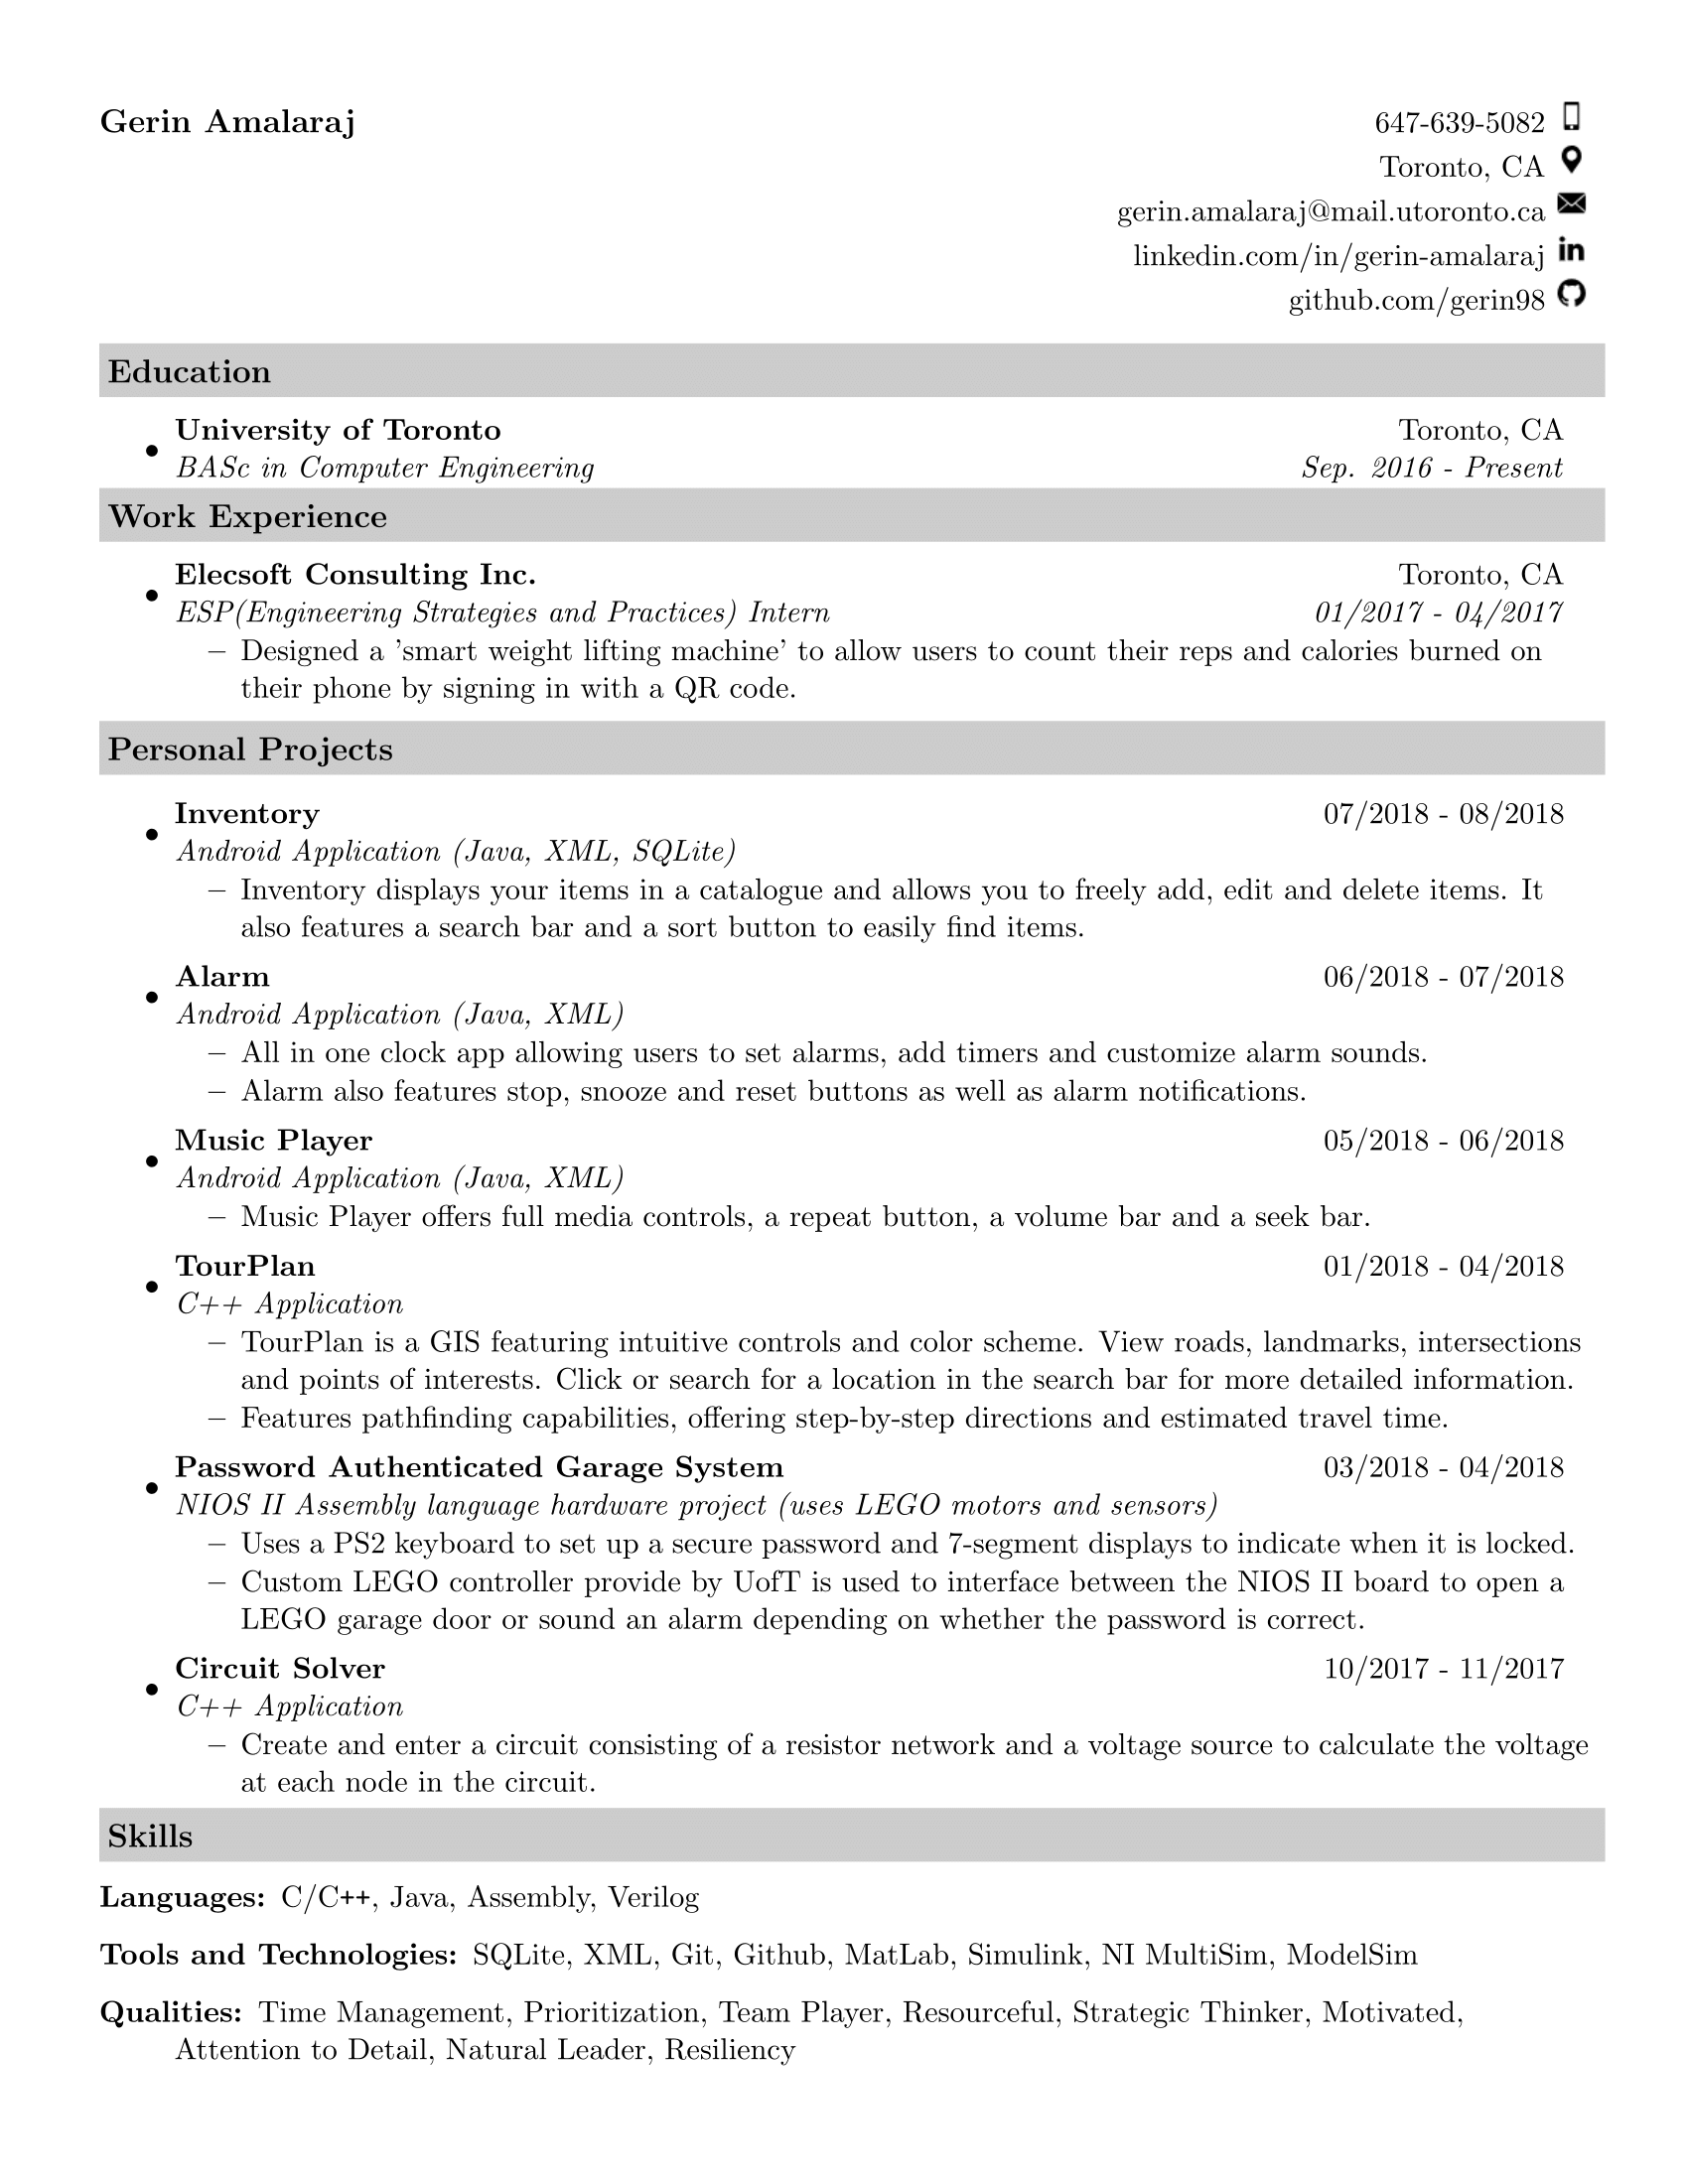 Gerin Amalaraj
647-639-5082
Toronto, CA
gerin.amalaraj@mail.utoronto.ca
linkedin.com/in/gerin-amalaraj
github.com/gerin98
Education
• University of Toronto Toronto, CA
BASc in Computer Engineering Sep. 2016 - Present
Work Experience
• Elecsoft Consulting Inc. Toronto, CA
ESP(Engineering Strategies and Practices) Intern 01/2017 - 04/2017
– Designed a 'smart weight lifting machine' to allow users to count their reps and calories burned on
their phone by signing in with a QR code.
Personal Projects
• Inventory 07/2018 - 08/2018
Android Application (Java, XML, SQLite)
– Inventory displays your items in a catalogue and allows you to freely add, edit and delete items. It
also features a search bar and a sort button to easily find items.
• Alarm 06/2018 - 07/2018
Android Application (Java, XML)
– All in one clock app allowing users to set alarms, add timers and customize alarm sounds.
– Alarm also features stop, snooze and reset buttons as well as alarm notifications.
• Music Player 05/2018 - 06/2018
Android Application (Java, XML)
– Music Player offers full media controls, a repeat button, a volume bar and a seek bar.
• TourPlan 01/2018 - 04/2018
C++ Application
– TourPlan is a GIS featuring intuitive controls and color scheme. View roads, landmarks, intersections
and points of interests. Click or search for a location in the search bar for more detailed information.
– Features pathfinding capabilities, offering step-by-step directions and estimated travel time.
• Password Authenticated Garage System 03/2018 - 04/2018
NIOS II Assembly language hardware project (uses LEGO motors and sensors)
– Uses a PS2 keyboard to set up a secure password and 7-segment displays to indicate when it is locked.
– Custom LEGO controller provide by UofT is used to interface between the NIOS II board to open a
LEGO garage door or sound an alarm depending on whether the password is correct.
• Circuit Solver 10/2017 - 11/2017
C++ Application
– Create and enter a circuit consisting of a resistor network and a voltage source to calculate the voltage
at each node in the circuit.
Skills
Languages: C/C++, Java, Assembly, Verilog
Tools and Technologies: SQLite, XML, Git, Github, MatLab, Simulink, NI MultiSim, ModelSim
Qualities: Time Management, Prioritization, Team Player, Resourceful, Strategic Thinker, Motivated,
Attention to Detail, Natural Leader, Resiliency